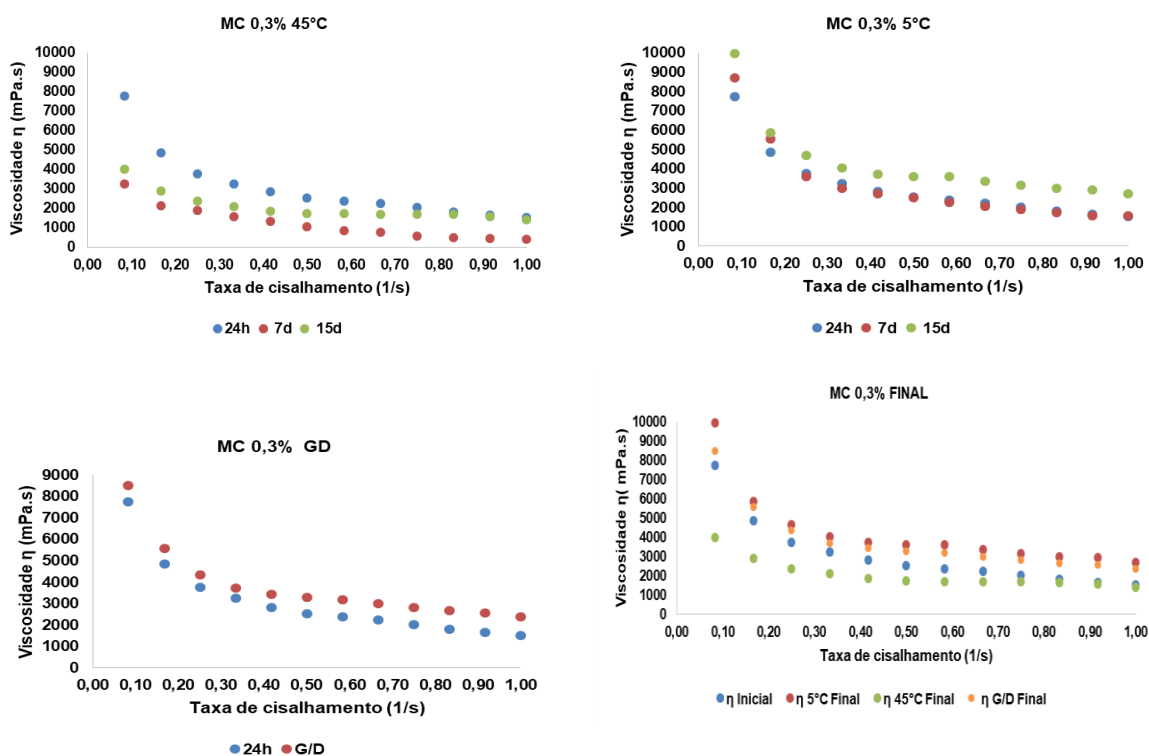 MC 0,3% 45°C
Viscosidade η (mPa.s)
10000
9000
8000
7000
6000
5000
4000
3000
2000
1000
0
0,00 0,10 0,20 0,30 0,40 0,50 0,60 0,70 0,80 0,90 1,00
Taxa de cisalhamento (1/s)
24h 7d 15d
MC 0,3% 5°C
Viscosidade η (mPa.s)
10000
9000
8000
7000
6000
5000
4000
3000
2000
1000
0
0,00 0,10 0,20 0,30 0,40 0,50 0,60 0,70 0,80 0,90 1,00
Taxa de cisalhamento (1/s)
24h 7d 15d
MC 0,3% GD
Viscosidade η (mPa.s)
9000
8000
7000
6000
5000
4000
3000
2000
1000
0
0,00 0,10 0,20 0,30 0,40 0,50 0,60 0,70 0,80 0,90 1,00
Taxa de cisalhamento (1/s)
24h G/D
MC 0,3% FINAL
Viscosidade η( mPa.s)
10000
9000
8000
7000
6000
5000
4000
3000
2000
1000
0
0,00 0,10 0,20 0,30 0,40 0,50 0,60 0,70 0,80 0,90 1,00
Taxa de cisalhamento (1/s)
η Inicial η 5°C Final η 45°C Final η G/D Final